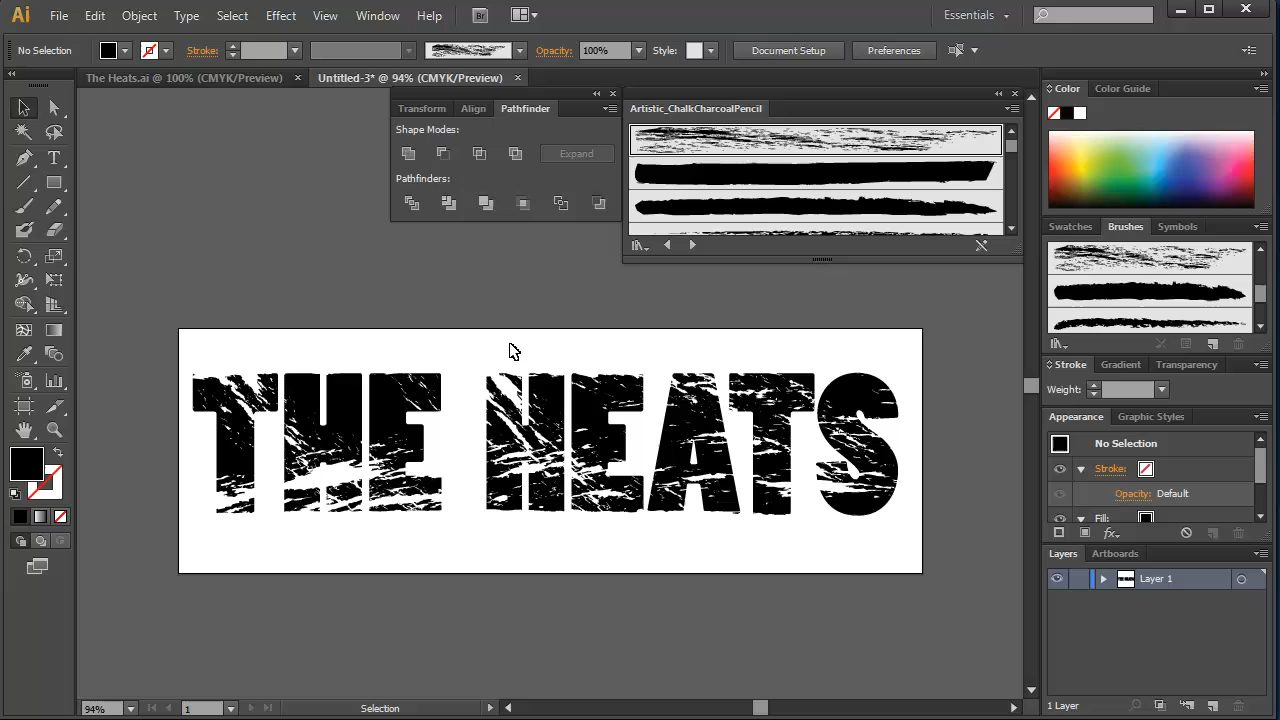 Ai File Edit Object Type Select Effect View Window Help Br Essentials
No Selection Stroke: Opacity: 100% Style: Document Setup Preferences
The Heats.ai @ 100% (CMYK/Preview) × Untitled-3* @ 94% (CMYK/Preview) ×
Transform Align Pathfinder
Shape Modes:
Expand
Pathfinders:
Artistic_ChalkCharcoalPencil
Color Color Guide
Swatches Brushes Symbols
Stroke Gradient Transparency
Weight:
Appearance Graphic Styles
No Selection
Stroke:
Opacity: Default
Fill:
Layers Artboards
Layer 1
1 Layer
THE HEATS
94% 1 Selection